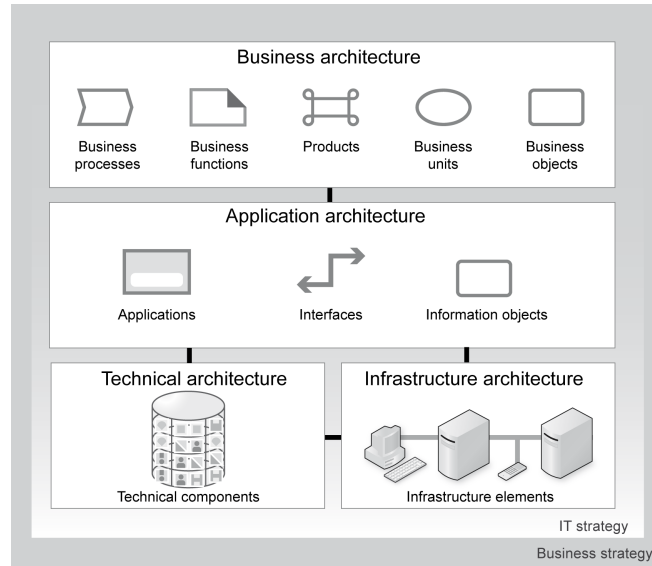 Business architecture
Business
processes
Business
functions
Products
Business
units
Business
objects
Application architecture
Applications
Interfaces
Information objects
Technical architecture
Technical components
Infrastructure architecture
Infrastructure elements
IT strategy
Business strategy